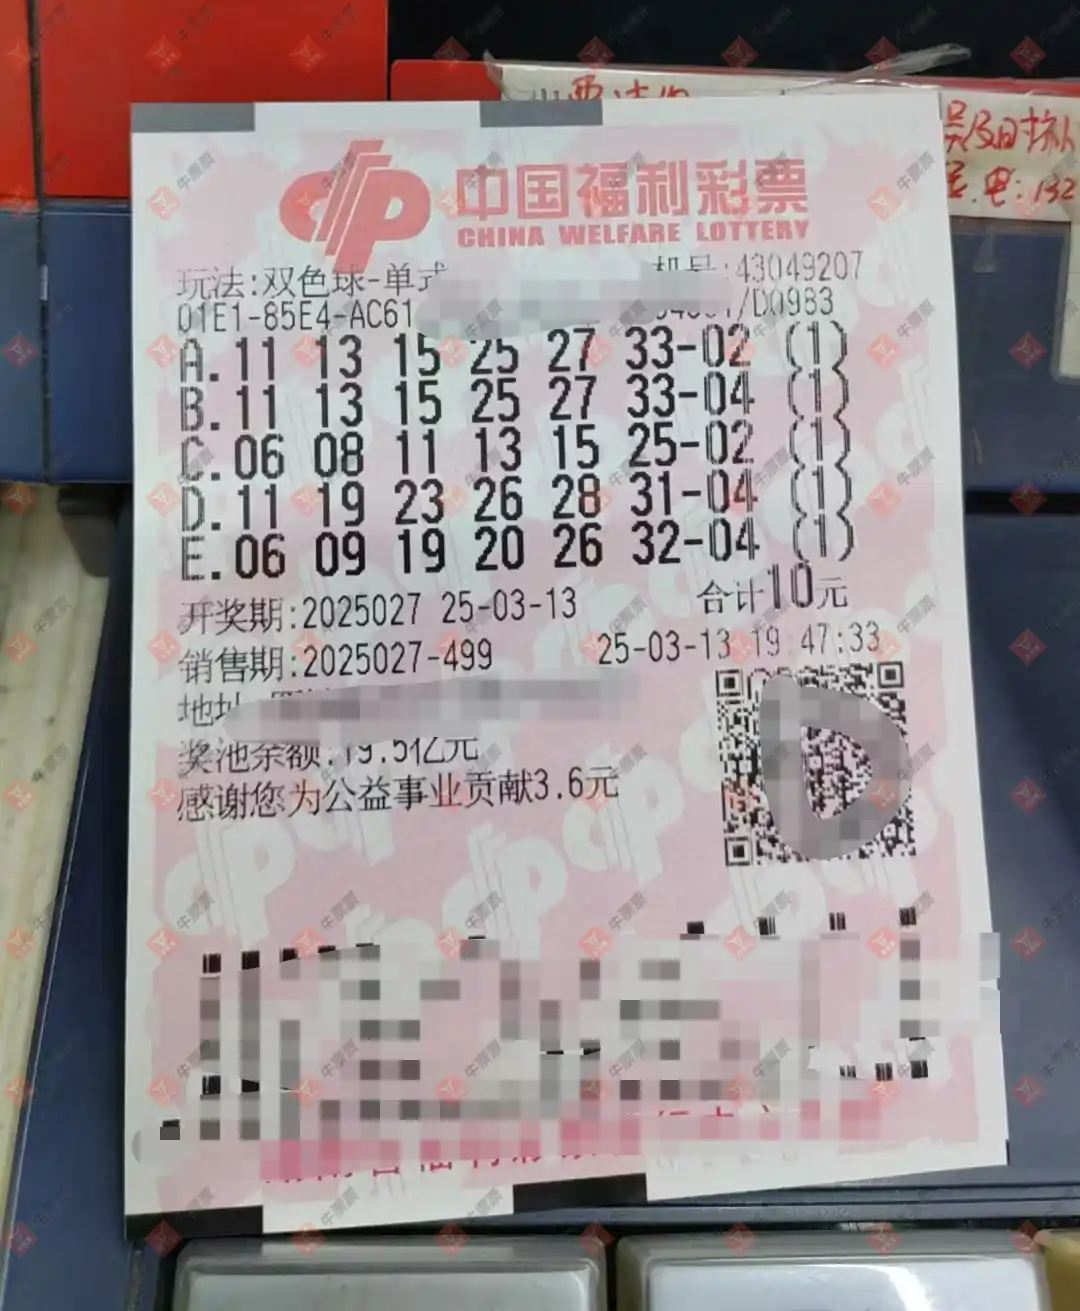 中国福利彩票
CHINA WELFARE LOTTERY
玩法:双色球-单式 机号:43049207
01E1-85E4-AC61 /D0983
A.11 13 15 25 27 33-02 (1)
B.11 13 15 25 27 33-04 (1)
C.06 08 11 13 15 25-02 (1)
D.11 19 23 26 28 31-04 (1)
E.06 09 19 20 26 32-04 (1)
开奖期:2025027 25-03-13 合计10元
销售期:2025027-499 25-03-13 19:47:33
地址
奖池余额:19.5亿元
感谢您为公益事业贡献3.6元
牛票票